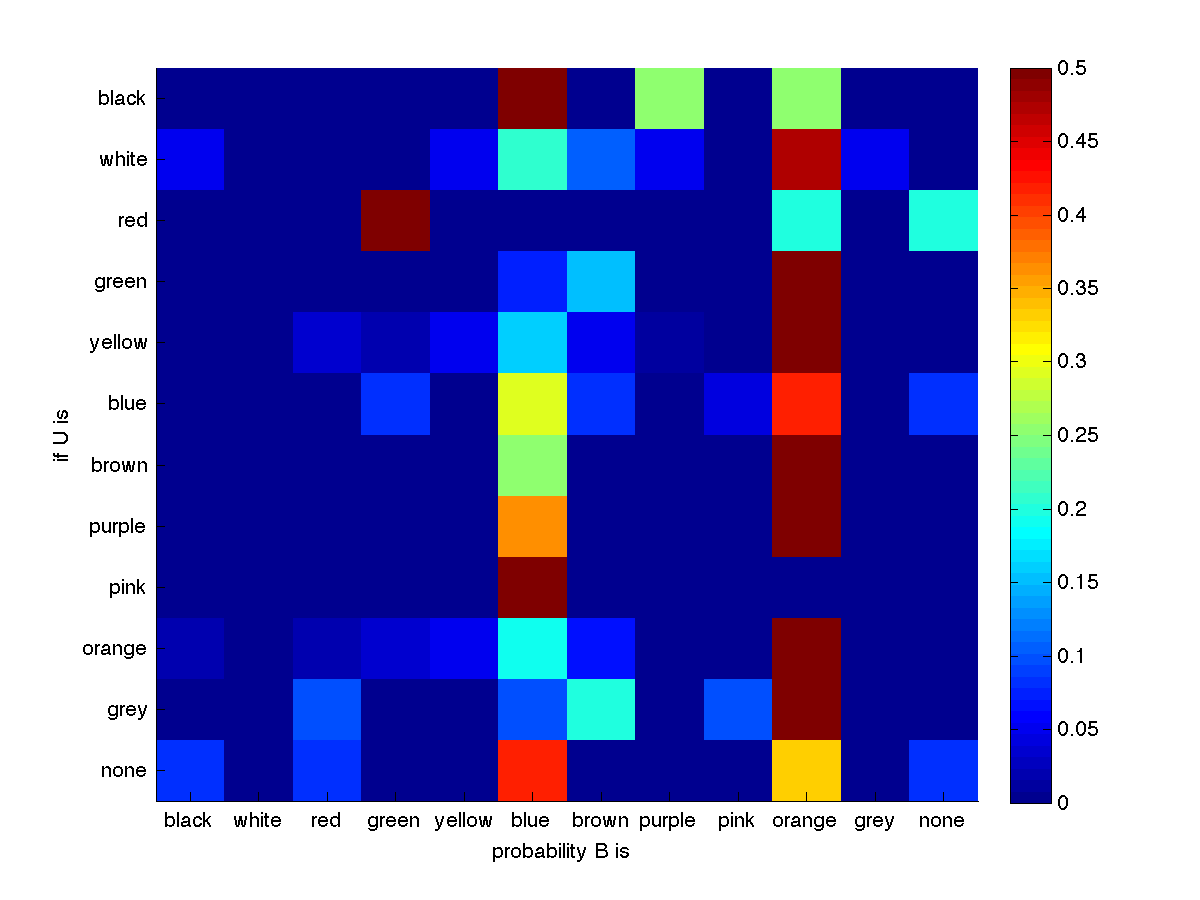 black
white
red
green
yellow
blue
brown
purple
pink
orange
grey
none
if U is
black white red green yellow blue brown purple pink orange grey none
probability B is
0.5
0.45
0.4
0.35
0.3
0.25
0.2
0.15
0.1
0.05
0